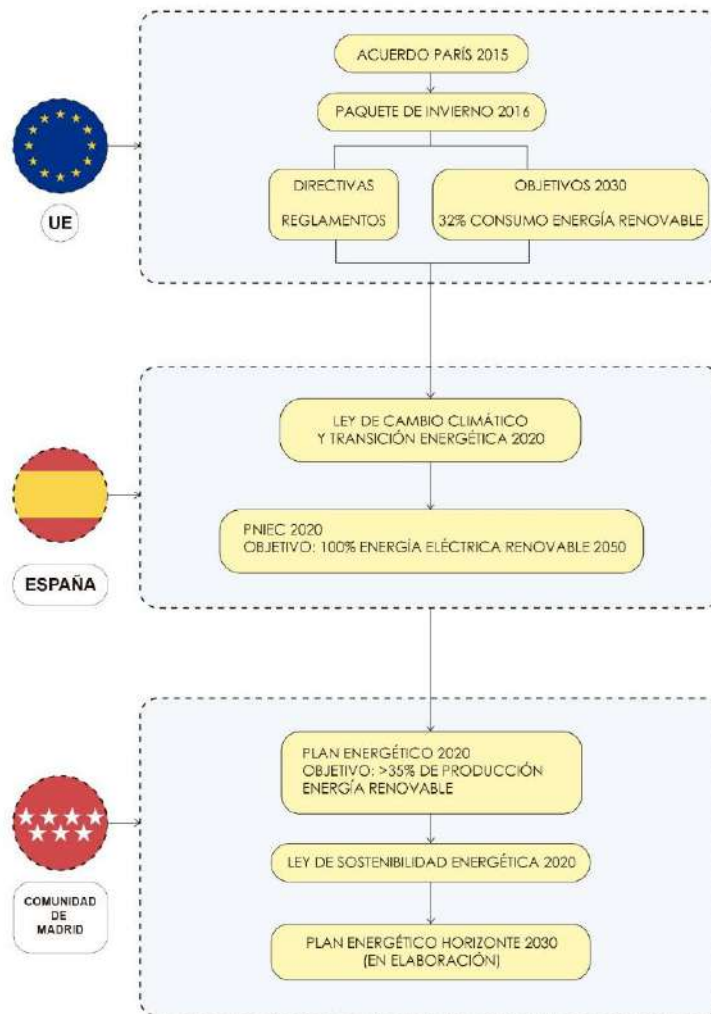 ACUERDO PARÍS 2015
PAQUETE DE INVIERNO 2016
DIRECTIVAS
REGLAMENTOS
OBJETIVOS 2030
32% CONSUMO ENERGÍA RENOVABLE
UE
LEY DE CAMBIO CLIMÁTICO
Y TRANSICIÓN ENERGÉTICA 2020
PNIEC 2020
OBJETIVO: 100% ENERGÍA ELÉCTRICA RENOVABLE 2050
ESPAÑA
PLAN ENERGÉTICO 2020
OBJETIVO: >35% DE PRODUCCIÓN
ENERGÍA RENOVABLE
LEY DE SOSTENIBILIDAD ENERGÉTICA 2020
PLAN ENERGÉTICO HORIZONTE 2030
(EN ELABORACIÓN)
COMUNIDAD
DE
MADRID